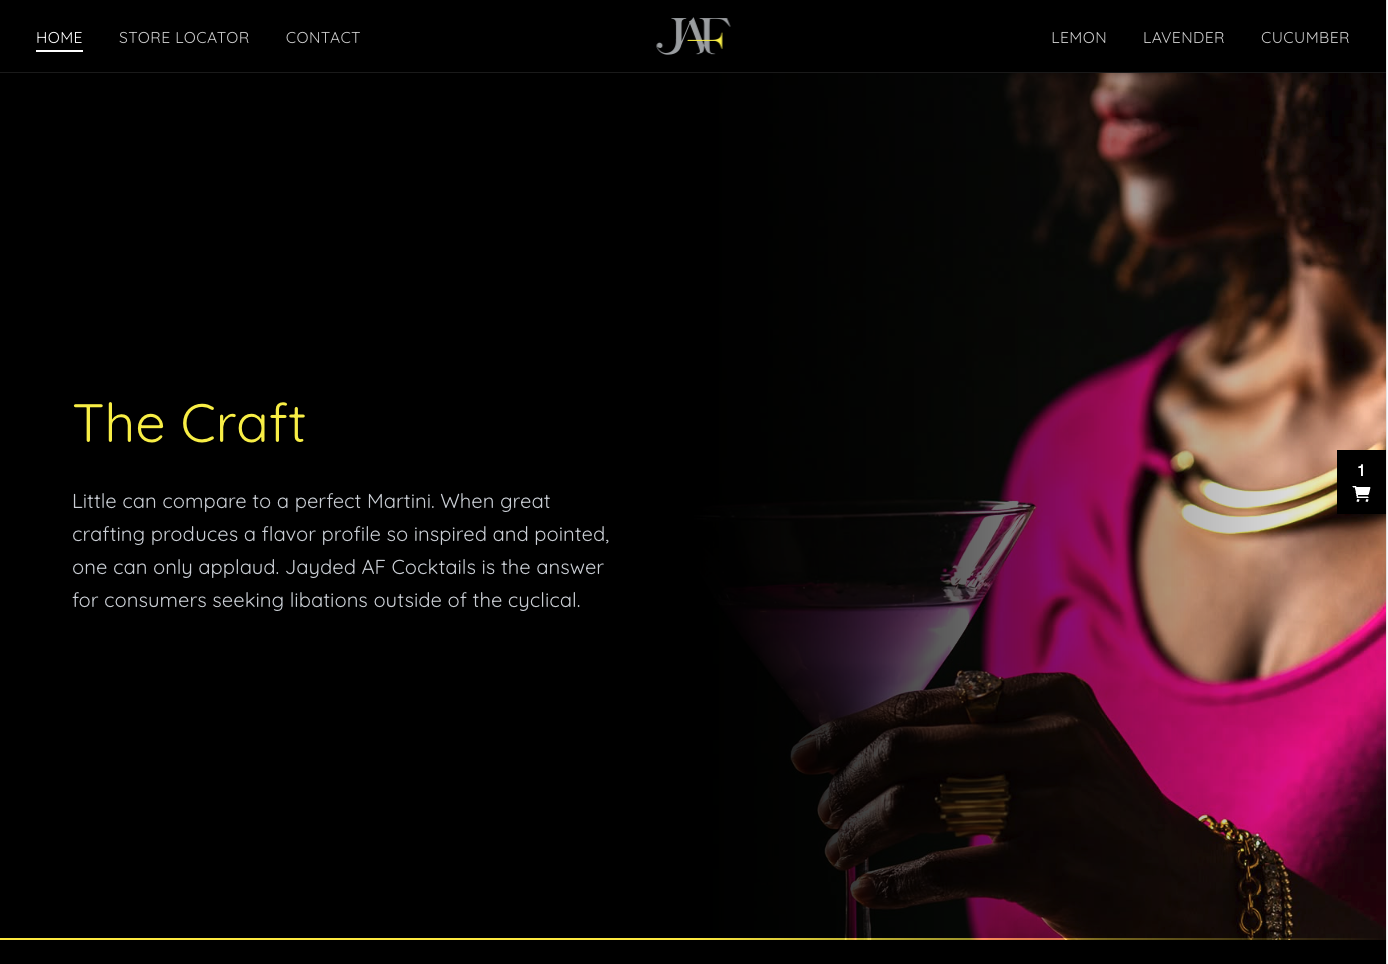 HOME STORE LOCATOR CONTACT JAF LEMON LAVENDER CUCUMBER
The Craft
1
Little can compare to a perfect Martini. When great
crafting produces a flavor profile so inspired and pointed,
one can only applaud. Jayded AF Cocktails is the answer
for consumers seeking libations outside of the cyclical.